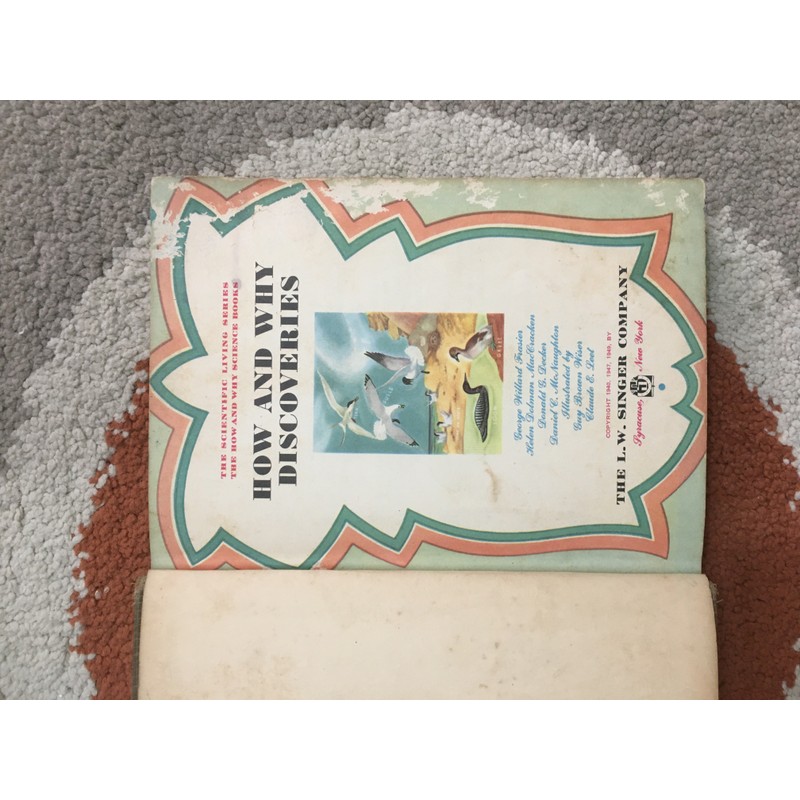 THE SCIENTIFIC LIVING SERIES
THE HOW AND WHY SCIENCE BOOKS
HOW AND WHY
DISCOVERIES
George Willard Frasier
Helen Dolman MacCracken
Donald G. Decker
Daniel C. McNaughton
Illustrated by
Guy Brown Wiser
Claude E. Leet
COPYRIGHT 1940, 1947, 1949, BY
THE L. W. SINGER COMPANY
Syracuse, New York